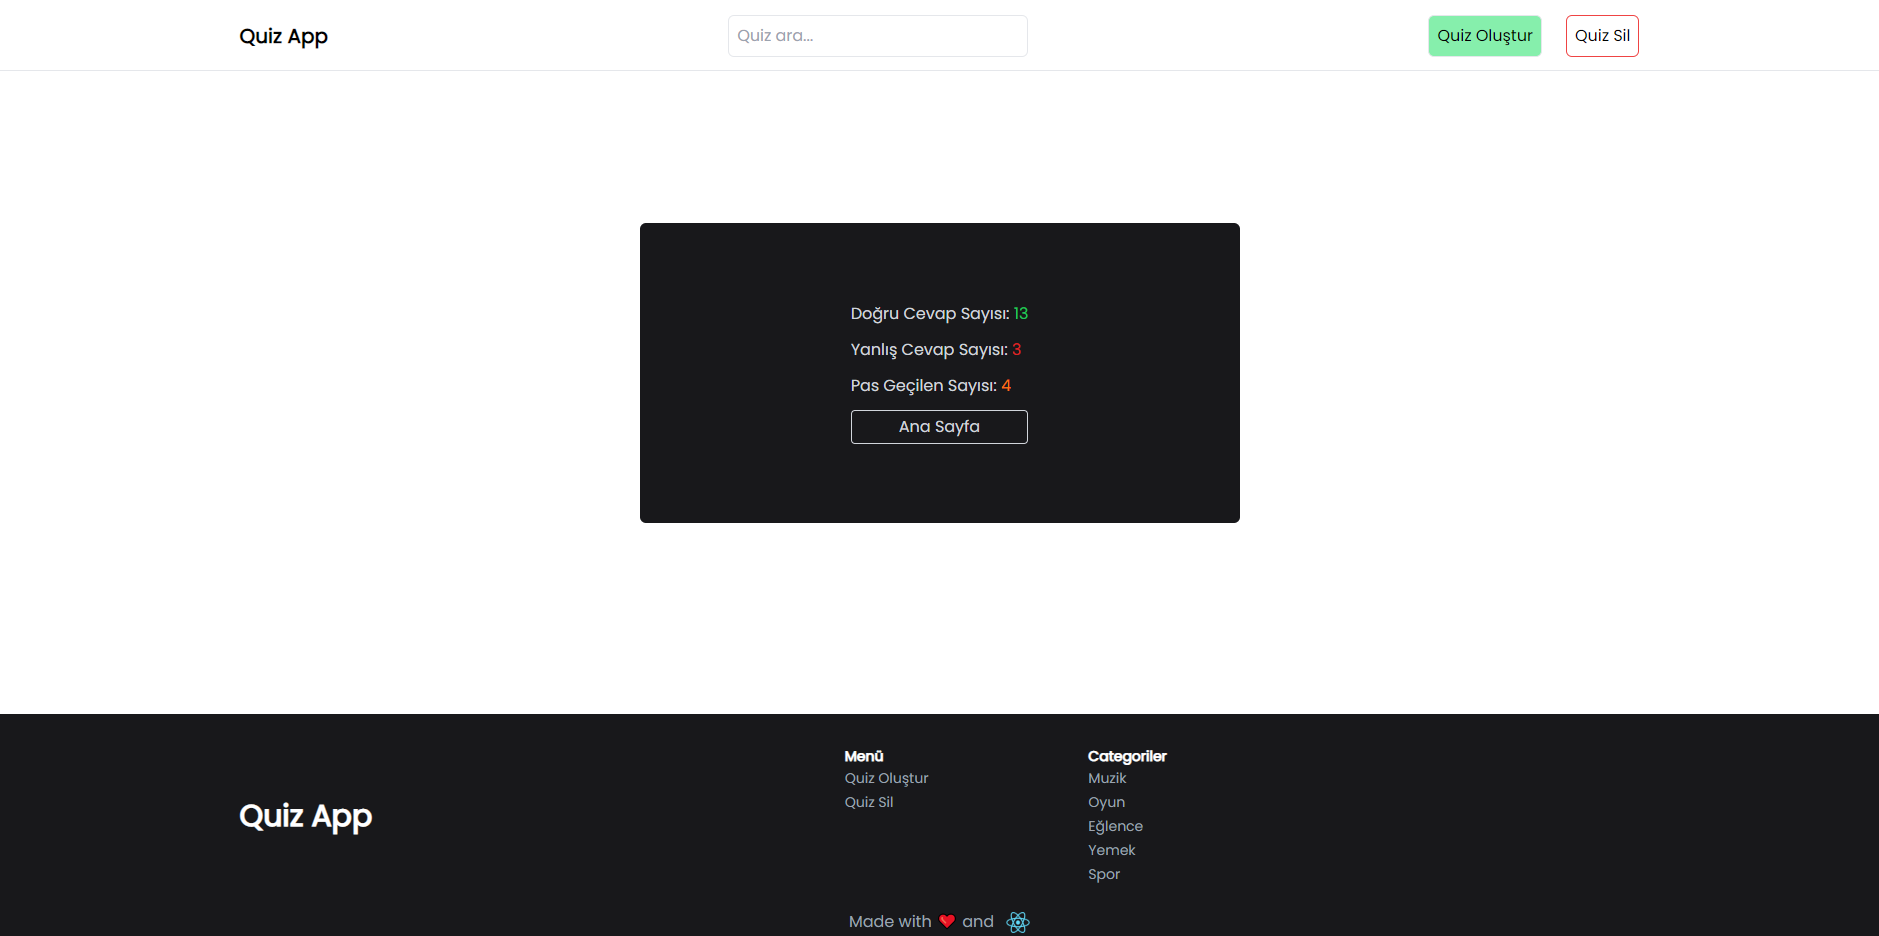 Quiz App
Quiz ara...
Quiz Oluştur
Quiz Sil
Doğru Cevap Sayısı: 13
Yanlış Cevap Sayısı: 3
Pas Geçilen Sayısı: 4
Ana Sayfa
Quiz App
Menü
Quiz Oluştur
Quiz Sil
Categoriler
Muzik
Oyun
Eğlence
Yemek
Spor
Made with and